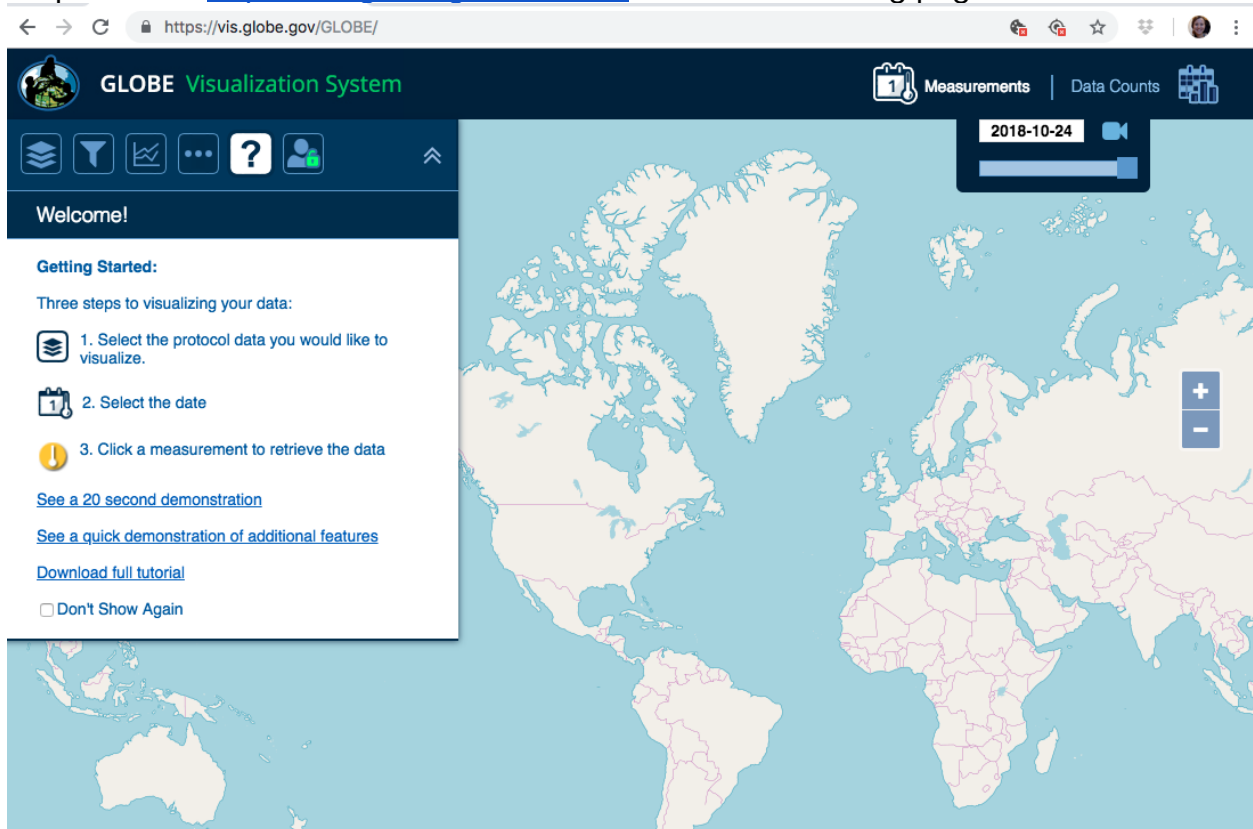 https://vis.globe.gov/GLOBE/
GLOBE Visualization System
1 Measurements | Data Counts
2018-10-24
?
Welcome!
Getting Started:
Three steps to visualizing your data:
1. Select the protocol data you would like to
visualize.
1 2. Select the date
3. Click a measurement to retrieve the data
See a 20 second demonstration
See a quick demonstration of additional features
Download full tutorial
Don't Show Again
+
−